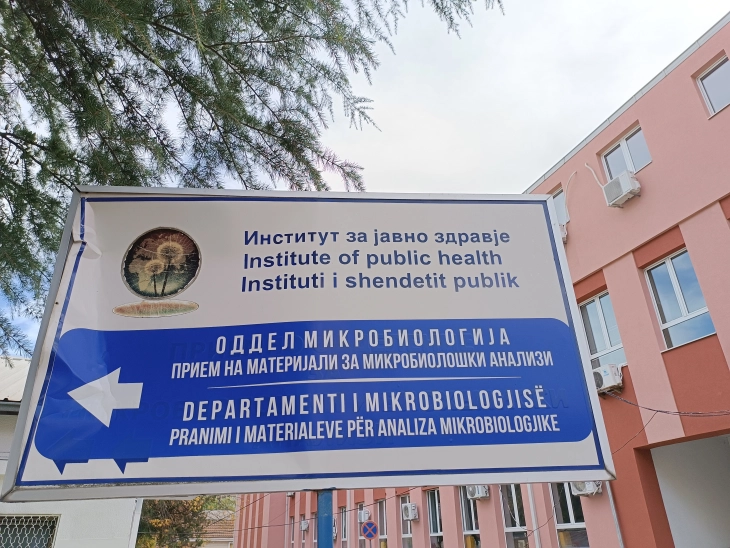 Институт за јавно здравје
Institute of public health
Instituti i shendetit publik
ОДДЕЛ МИКРОБИОЛОГИЈА
ПРИЕМ НА МАТЕРИЈАЛИ ЗА МИКРОБИОЛОШКИ АНАЛИЗИ
DEPARTAMENTI I MIKROBIOLOGJISË
PRANIMI I MATERIALEVE PËR ANALIZA MIKROBIOLOGJIKE